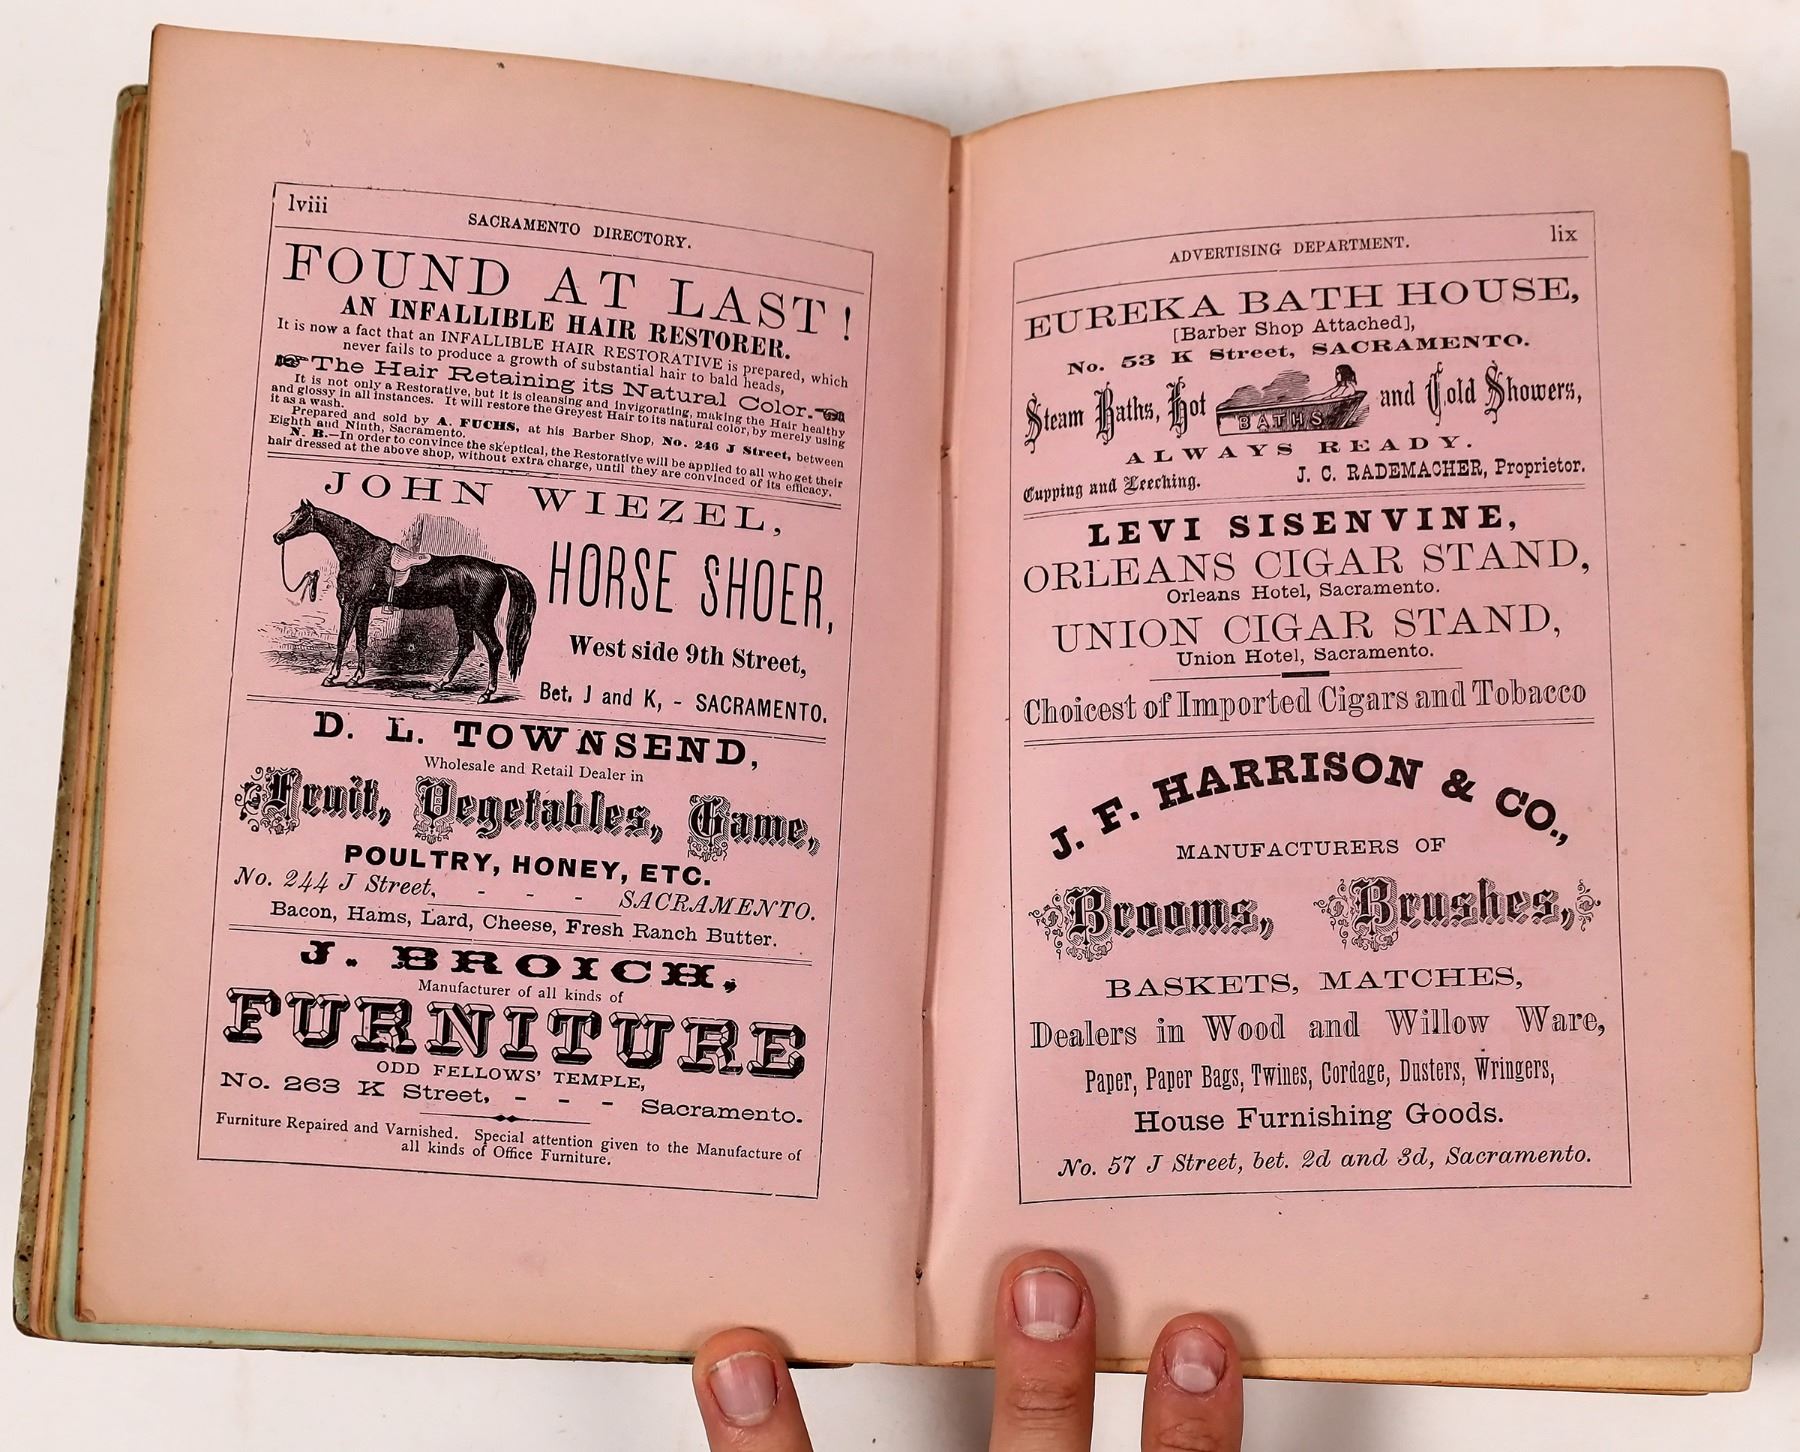 lviii
SACRAMENTO DIRECTORY.
FOUND AT LAST!
AN INFALLIBLE HAIR RESTORER.
It is now a fact that an INFALLIBLE HAIR RESTORATIVE is prepared, which
never fails to produce a growth of substantial hair to bald heads,
The Hair Retaining its Natural Color.
It is not only a Restorative, but it is cleansing and invigorating, making the Hair healthy
and glossy in all instances. It will restore the Greyest Hair to its natural color, by merely using
it as a wash.
Prepared and sold by A. FUCHS, at his Barber Shop, No. 246 J Street, between
Eighth and Ninth, Sacramento.
N. B.—In order to convince the skeptical, the Restorative will be applied to all who get their
hair dressed at the above shop, without extra charge, until they are convinced of its efficacy.
JOHN WIEZEL,
HORSE SHOER,
West side 9th Street,
Bet. J and K, - SACRAMENTO.
D. L. TOWNSEND,
Wholesale and Retail Dealer in
Fruit, Vegetables, Game,
POULTRY, HONEY, ETC.
No. 244 J Street, - - - SACRAMENTO.
Bacon, Hams, Lard, Cheese, Fresh Ranch Butter.
J. BROICH,
Manufacturer of all kinds of
FURNITURE
ODD FELLOWS' TEMPLE,
No. 263 K Street, - - - Sacramento.
Furniture Repaired and Varnished. Special attention given to the Manufacture of
all kinds of Office Furniture.
ADVERTISING DEPARTMENT.
lix
EUREKA BATH HOUSE,
[Barber Shop Attached],
No. 53 K Street, SACRAMENTO.
Steam Baths, Hot BATHS and Cold Showers,
ALWAYS READY.
Cupping and Leeching. J. C. RADEMACHER, Proprietor.
LEVI SISENVINE,
ORLEANS CIGAR STAND,
Orleans Hotel, Sacramento.
UNION CIGAR STAND,
Union Hotel, Sacramento.
Choicest of Imported Cigars and Tobacco
J. F. HARRISON & CO.,
MANUFACTURERS OF
Brooms, Brushes,
BASKETS, MATCHES,
Dealers in Wood and Willow Ware,
Paper, Paper Bags, Twines, Cordage, Dusters, Wringers,
House Furnishing Goods.
No. 57 J Street, bet. 2d and 3d, Sacramento.